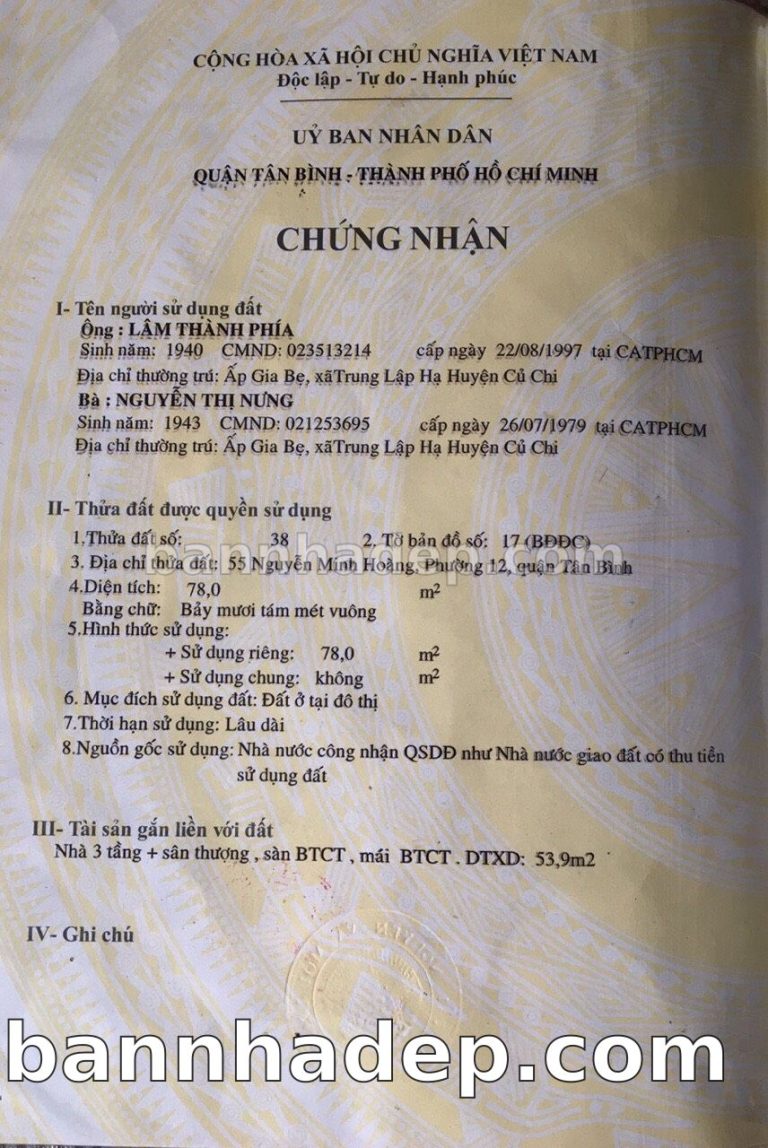 CỘNG HÒA XÃ HỘI CHỦ NGHĨA VIỆT NAM
Độc lập - Tự do - Hạnh phúc
UỶ BAN NHÂN DÂN
QUẬN TÂN BÌNH - THÀNH PHỐ HỒ CHÍ MINH
CHỨNG NHẬN
I- Tên người sử dụng đất
Ông : LÂM THÀNH PHÍA
Sinh năm: 1940 CMND: 023513214 cấp ngày 22/08/1997 tại CATPHCM
Địa chỉ thường trú: Ấp Gia Bẹ, xãTrung Lập Hạ Huyện Củ Chi
Bà : NGUYỄN THỊ NƯNG
Sinh năm: 1943 CMND: 021253695 cấp ngày 26/07/1979 tại CATPHCM
Địa chỉ thường trú: Ấp Gia Bẹ, xãTrung Lập Hạ Huyện Củ Chi
II- Thửa đất được quyền sử dụng
1.Thửa đất số: 38 2. Tờ bản đồ số: 17 (BĐĐC)
bannhadep.com
3. Địa chỉ thửa đất: 55 Nguyễn Minh Hoàng, Phường 12, quận Tân Bình
4.Diện tích: 78,0 m²
Bằng chữ: Bảy mươi tám mét vuông
5.Hình thức sử dụng:
+ Sử dụng riêng: 78,0 m²
+ Sử dụng chung: không m²
6. Mục đích sử dụng đất: Đất ở tại đô thị
7.Thời hạn sử dụng: Lâu dài
8.Nguồn gốc sử dụng: Nhà nước công nhận QSDĐ như Nhà nước giao đất có thu tiền
sử dụng đất
III- Tài sản gắn liền với đất
Nhà 3 tầng + sân thượng , sàn BTCT , mái BTCT . DTXD: 53,9m2
IV- Ghi chú
bannhadep.com